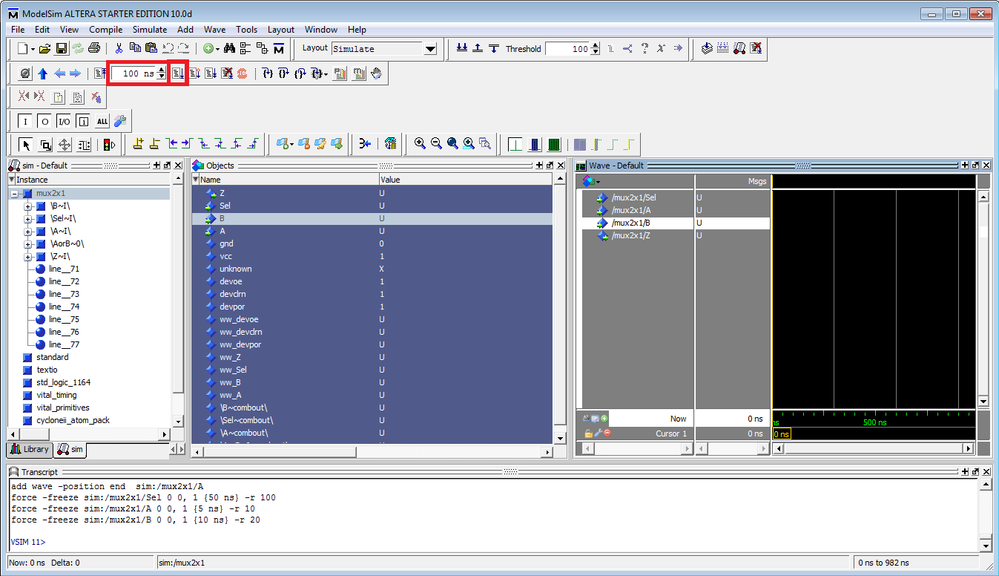 ModelSim ALTERA STARTER EDITION 10.0d
File Edit View Compile Simulate Add Wave Tools Layout Window Help
Layout Simulate Threshold 100
100 ns
I O I/O i ALL
sim - Default
Instance
mux2x1
\B~I\
\Sel~I\
\A~I\
\AorB~0\
\Z~I\
line__71
line__72
line__73
line__74
line__75
line__76
line__77
standard
textio
std_logic_1164
vital_timing
vital_primitives
cycloneii_atom_pack
Library sim
Objects
Name Value
Z U
Sel U
B U
A U
gnd 0
vcc 1
unknown X
devoe 1
devclrn 1
devpor 1
ww_devoe U
ww_devclrn U
ww_devpor U
ww_Z U
ww_Sel U
ww_B U
ww_A U
\B~combout\ U
\Sel~combout\ U
\A~combout\ U
Wave - Default
Msgs
/mux2x1/Sel U
/mux2x1/A U
/mux2x1/B U
/mux2x1/Z U
Now 0 ns ns 500 ns
Cursor 1 0 ns 0 ns
Transcript
add wave -position end sim:/mux2x1/A
force -freeze sim:/mux2x1/Sel 0 0, 1 {50 ns} -r 100
force -freeze sim:/mux2x1/A 0 0, 1 {5 ns} -r 10
force -freeze sim:/mux2x1/B 0 0, 1 {10 ns} -r 20
VSIM 11>
Now: 0 ns Delta: 0 sim:/mux2x1 0 ns to 982 ns